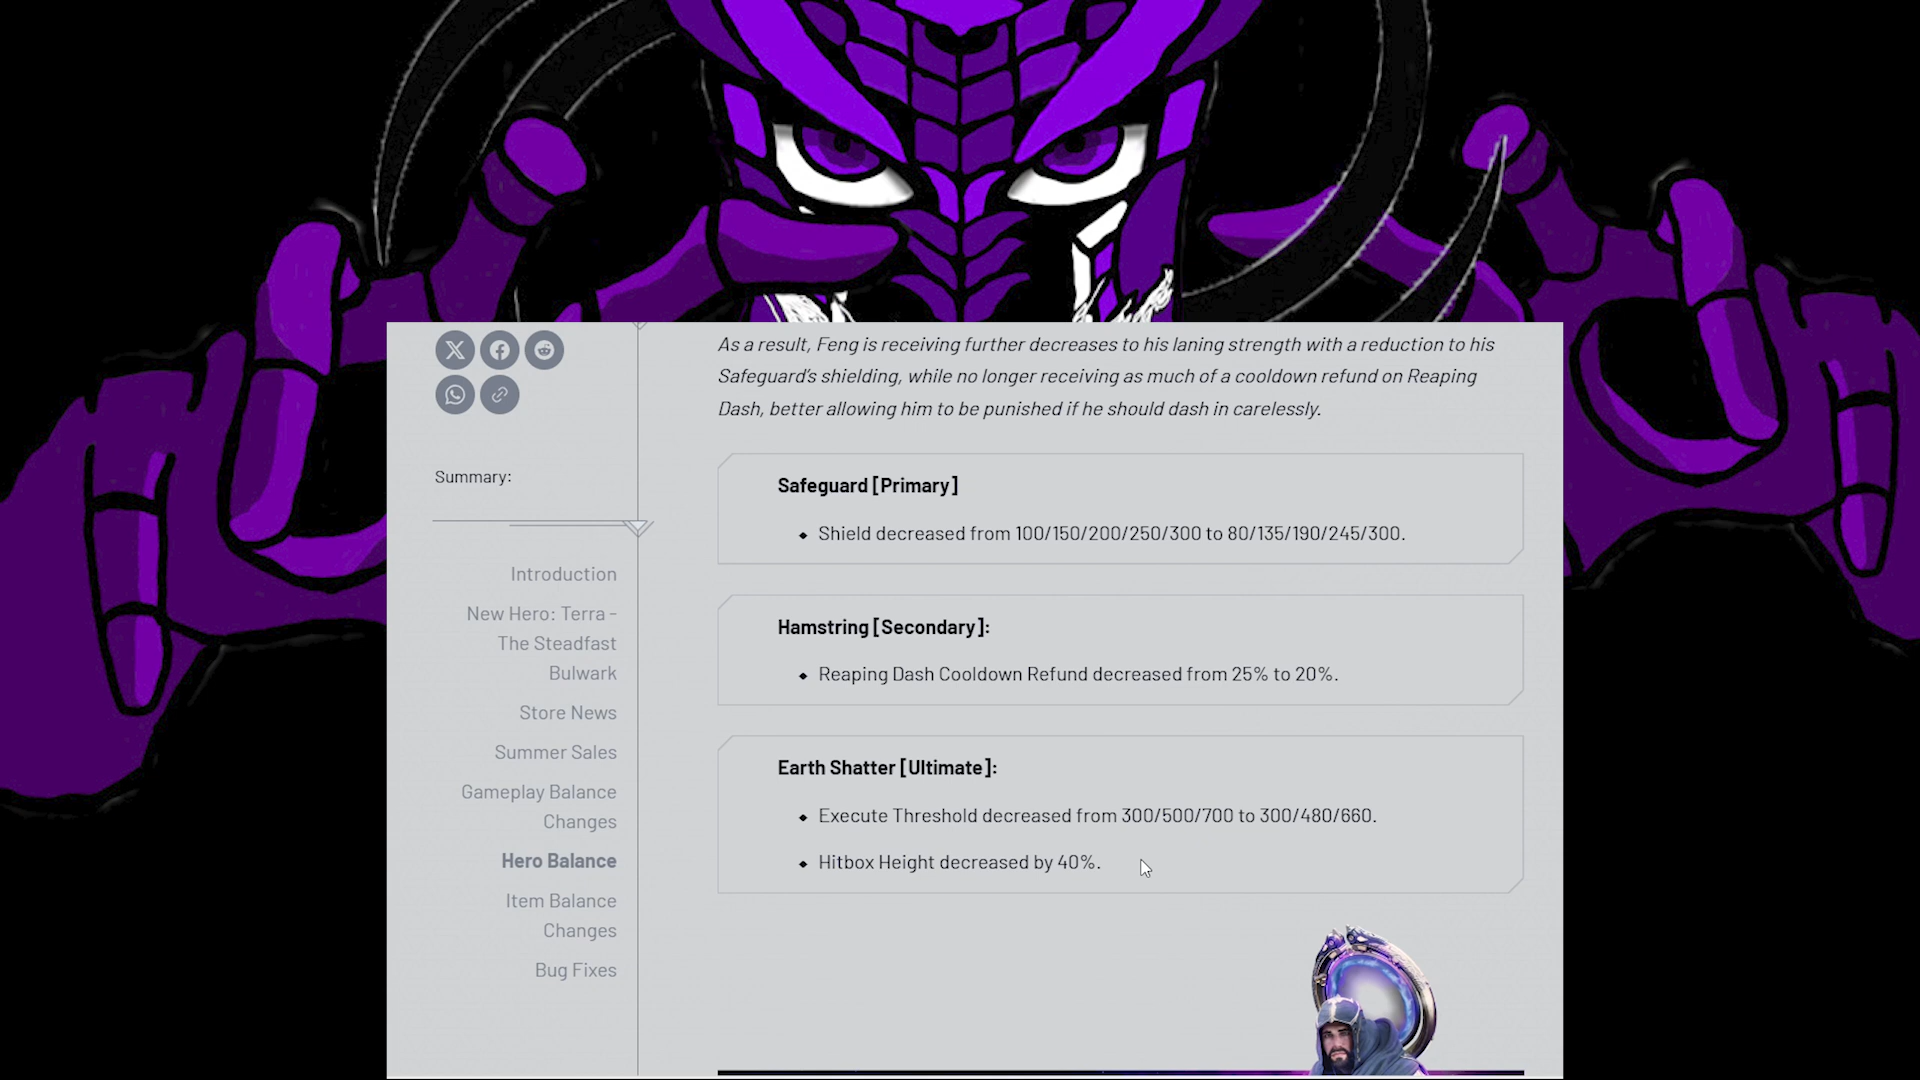 As a result, Feng is receiving further decreases to his laning strength with a reduction to his
Safeguard's shielding, while no longer receiving as much of a cooldown refund on Reaping
Dash, better allowing him to be punished if he should dash in carelessly.
Summary:
Introduction
New Hero: Terra -
The Steadfast
Bulwark
Store News
Summer Sales
Gameplay Balance
Changes
Hero Balance
Item Balance
Changes
Bug Fixes
Safeguard [Primary]
Shield decreased from 100/150/200/250/300 to 80/135/190/245/300.
Hamstring [Secondary]:
Reaping Dash Cooldown Refund decreased from 25% to 20%.
Earth Shatter [Ultimate]:
Execute Threshold decreased from 300/500/700 to 300/480/660.
Hitbox Height decreased by 40%.